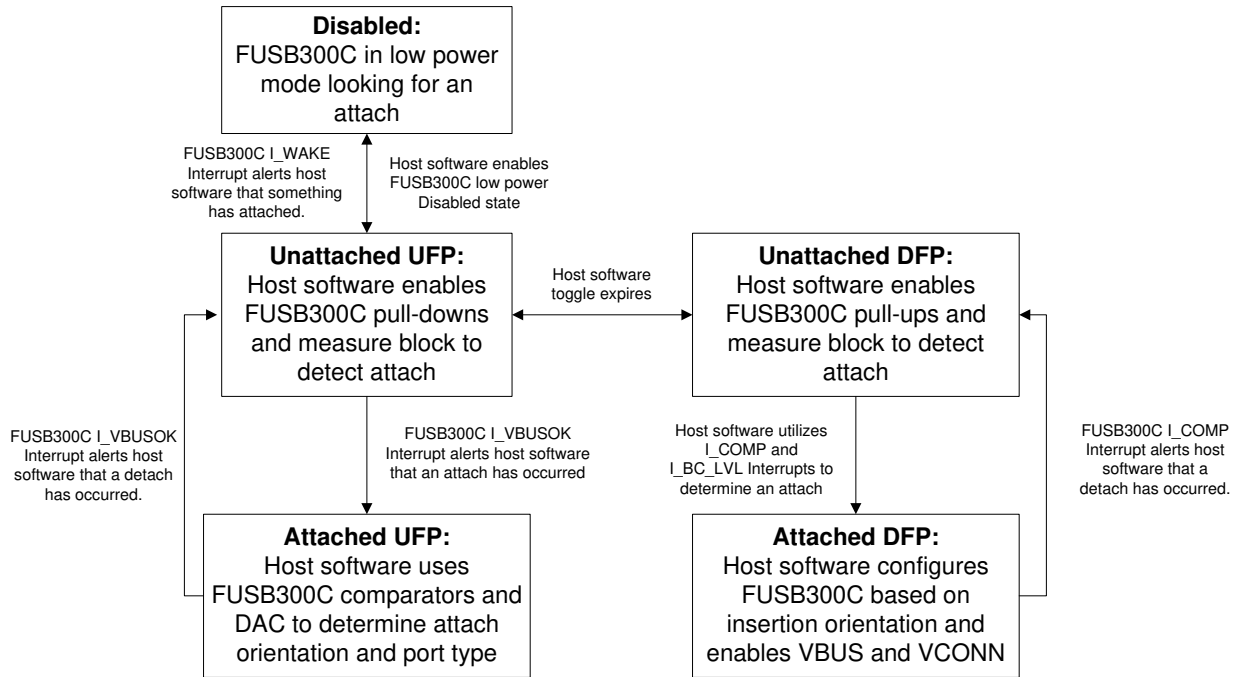 Disabled:
FUSB300C in low power
mode looking for an
attach
FUSB300C I_WAKE
Interrupt alerts host
software that something
has attached.
Host software enables
FUSB300C low power
Disabled state
Unattached UFP:
Host software enables
FUSB300C pull-downs
and measure block to
detect attach
Host software
toggle expires
Unattached DFP:
Host software enables
FUSB300C pull-ups and
measure block to detect
attach
FUSB300C I_VBUSOK
Interrupt alerts host
software that a detach
has occurred.
FUSB300C I_VBUSOK
Interrupt alerts host software
that an attach has occurred
Host software utilizes
I_COMP and
I_BC_LVL Interrupts to
determine an attach
FUSB300C I_COMP
Interrupt alerts host
software that a
detach has occurred.
Attached UFP:
Host software uses
FUSB300C comparators and
DAC to determine attach
orientation and port type
Attached DFP:
Host software configures
FUSB300C based on
insertion orientation and
enables VBUS and VCONN